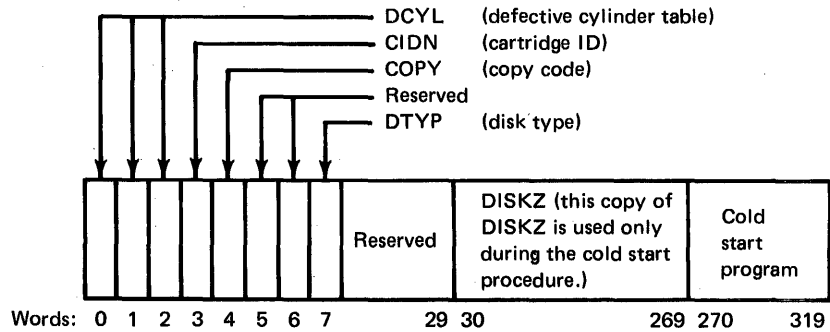 DCYL (defective cylinder table)
CIDN (cartridge ID)
COPY (copy code)
Reserved
DTYP (disk type)
Reserved
DISKZ (this copy of
DISKZ is used only
during the cold start
procedure.)
Cold
start
program
Words: 0 1 2 3 4 5 6 7 29 30 269 270 319